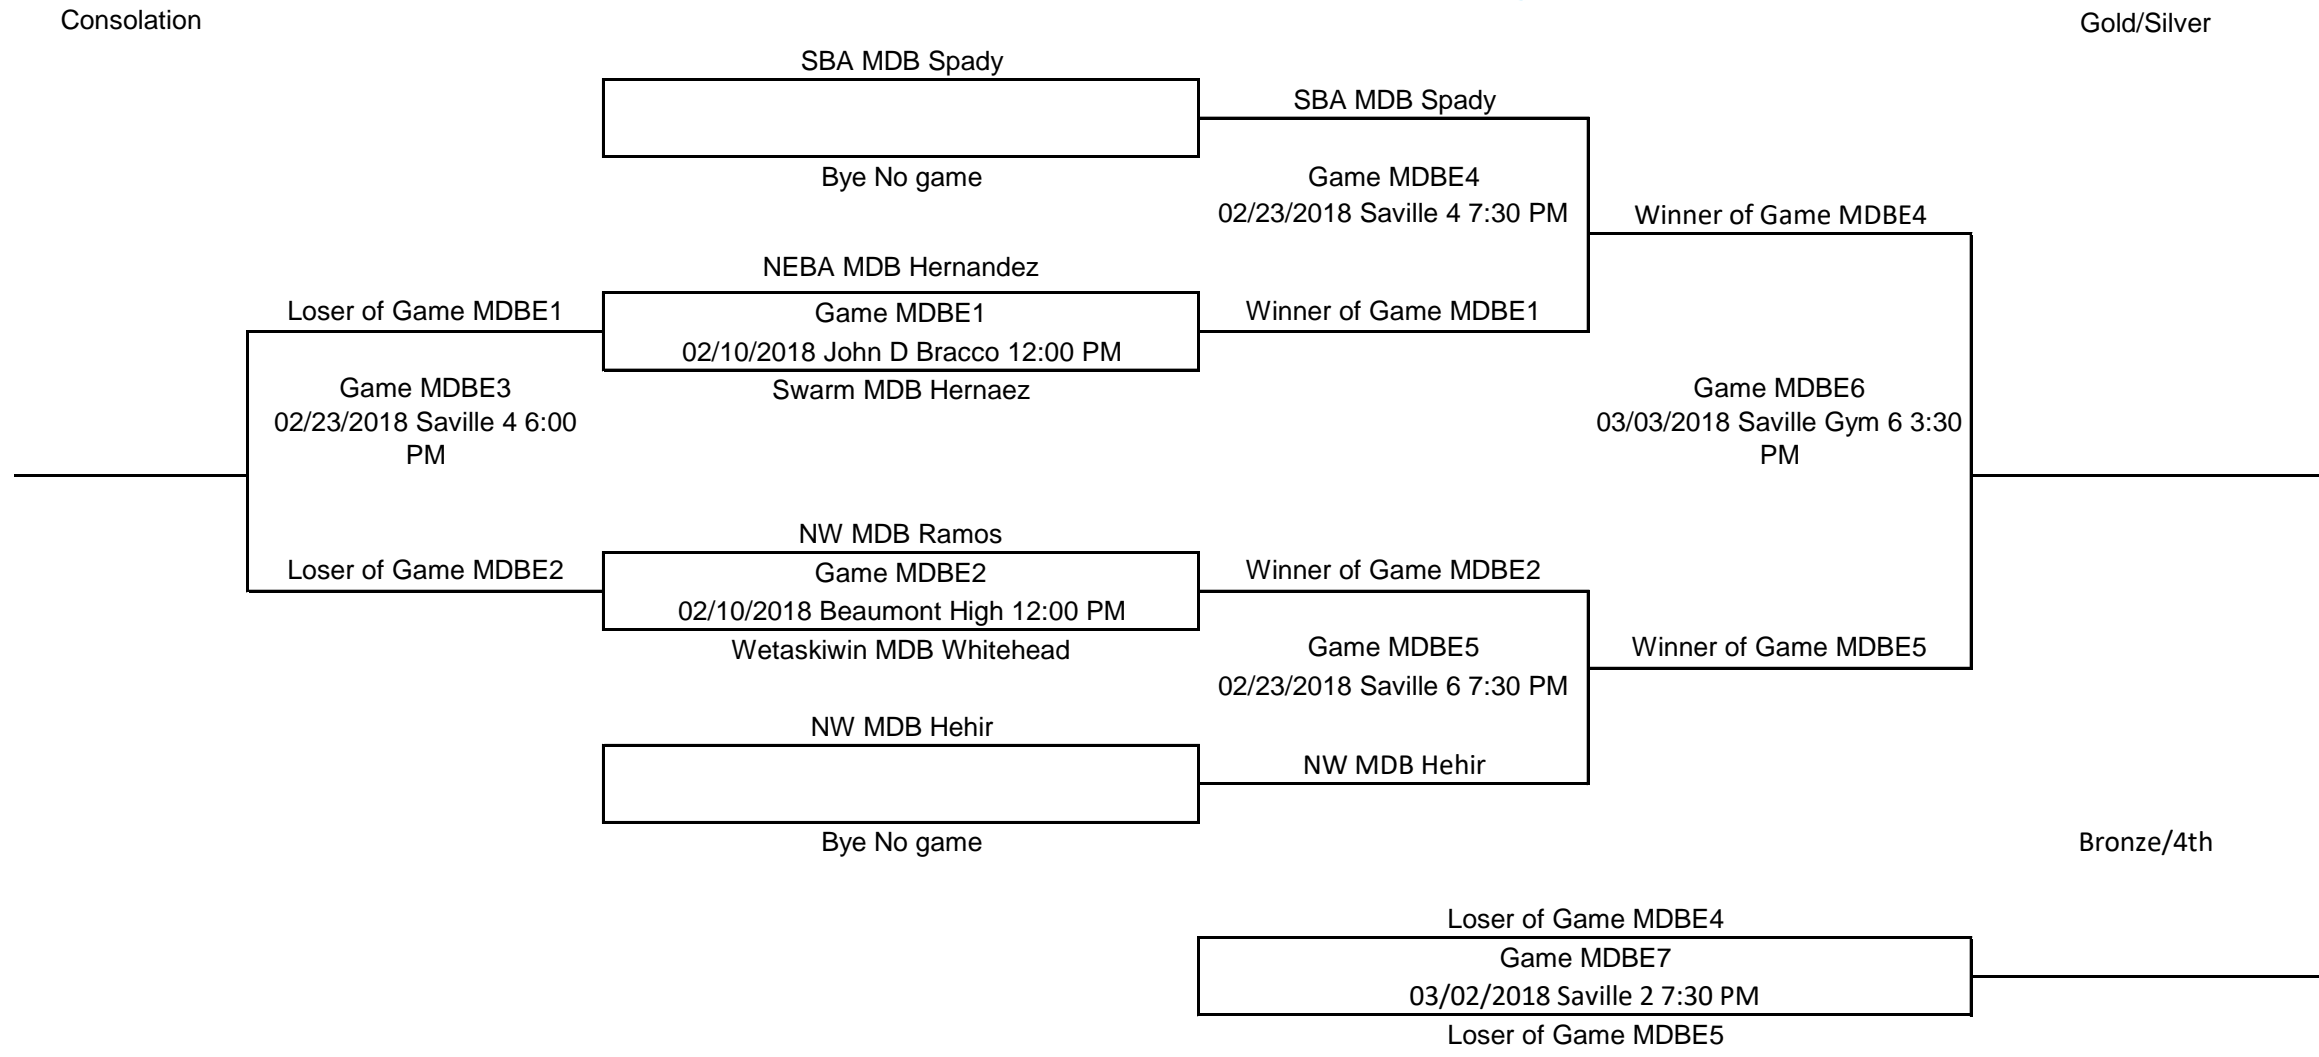 Consolation
Gold/Silver
SBA MDB Spady
SBA MDB Spady
Bye No game
Game MDBE4
02/23/2018 Saville 4 7:30 PM
Winner of Game MDBE4
NEBA MDB Hernandez
Loser of Game MDBE1
Game MDBE1
Winner of Game MDBE1
02/10/2018 John D Bracco 12:00 PM
Game MDBE3
Swarm MDB Hernaez
Game MDBE6
02/23/2018 Saville 4 6:00
PM
03/03/2018 Saville Gym 6 3:30
PM
NW MDB Ramos
Loser of Game MDBE2
Game MDBE2
Winner of Game MDBE2
02/10/2018 Beaumont High 12:00 PM
Wetaskiwin MDB Whitehead
Game MDBE5
Winner of Game MDBE5
02/23/2018 Saville 6 7:30 PM
NW MDB Hehir
NW MDB Hehir
Bye No game
Bronze/4th
Loser of Game MDBE4
Game MDBE7
03/02/2018 Saville 2 7:30 PM
Loser of Game MDBE5